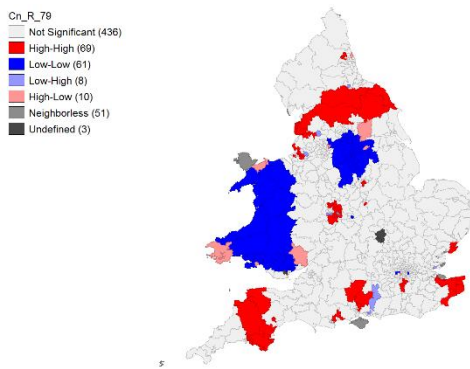 Cn_R_79
Not Significant (436)
High-High (69)
Low-Low (61)
Low-High (8)
High-Low (10)
Neighborless (51)
Undefined (3)